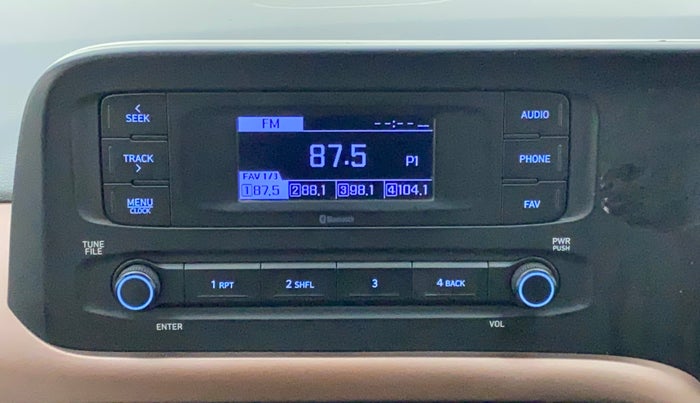 < SEEK
TRACK >
MENU
CLOCK
FM --:--
87.5 P1
FAV 1/3
1 87.5 2 88.1 3 98.1 4 104.1
Bluetooth
AUDIO
PHONE
FAV
TUNE
FILE
ENTER
1 RPT
2 SHFL
3
4 BACK
PWR
PUSH
VOL